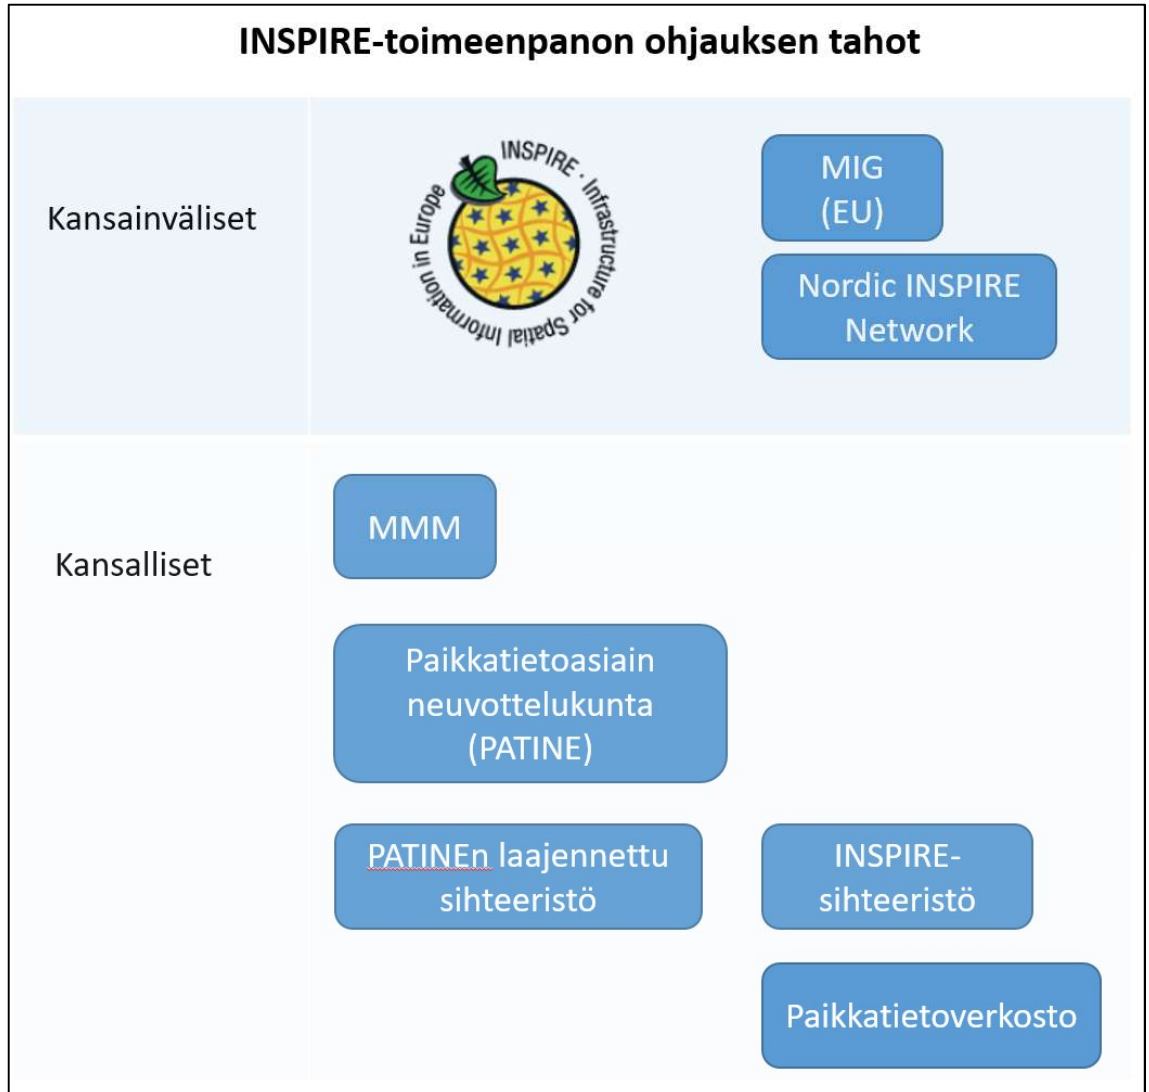 INSPIRE-toimeenpanon ohjauksen tahot
Kansainväliset
INSPIRE · Infrastructure for Spatial Information in Europe
MIG
(EU)
Nordic INSPIRE
Network
Kansalliset
MMM
Paikkatietoasiain
neuvottelukunta
(PATINE)
PATINEn laajennettu
sihteeristö
INSPIRE-
sihteeristö
Paikkatietoverkosto